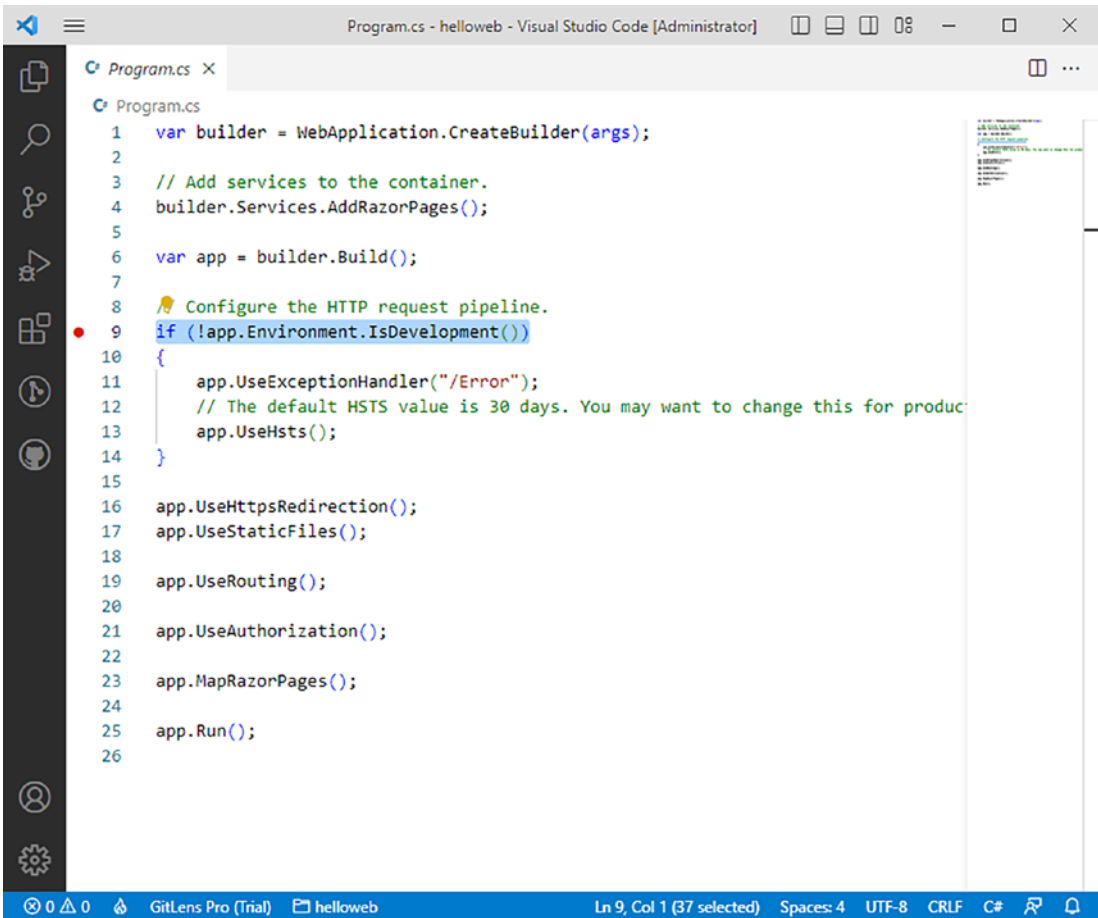 Program.cs - helloweb - Visual Studio Code [Administrator]
Program.cs
Program.cs
1 var builder = WebApplication.CreateBuilder(args);
2
3 // Add services to the container.
4 builder.Services.AddRazorPages();
5
6 var app = builder.Build();
7
8 // Configure the HTTP request pipeline.
9 if (!app.Environment.IsDevelopment())
10 {
11 app.UseExceptionHandler("/Error");
12 // The default HSTS value is 30 days. You may want to change this for produc
13 app.UseHsts();
14 }
15
16 app.UseHttpsRedirection();
17 app.UseStaticFiles();
18
19 app.UseRouting();
20
21 app.UseAuthorization();
22
23 app.MapRazorPages();
24
25 app.Run();
26
0 0 GitLens Pro (Trial) helloweb Ln 9, Col 1 (37 selected) Spaces: 4 UTF-8 CRLF C#